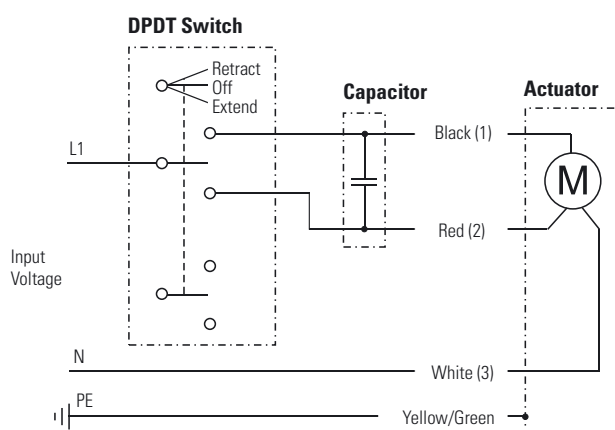 DPDT Switch
Retract
Off
Extend
Capacitor
Actuator
Black (1)
L1
M
Red (2)
Input
Voltage
N
White (3)
PE
Yellow/Green